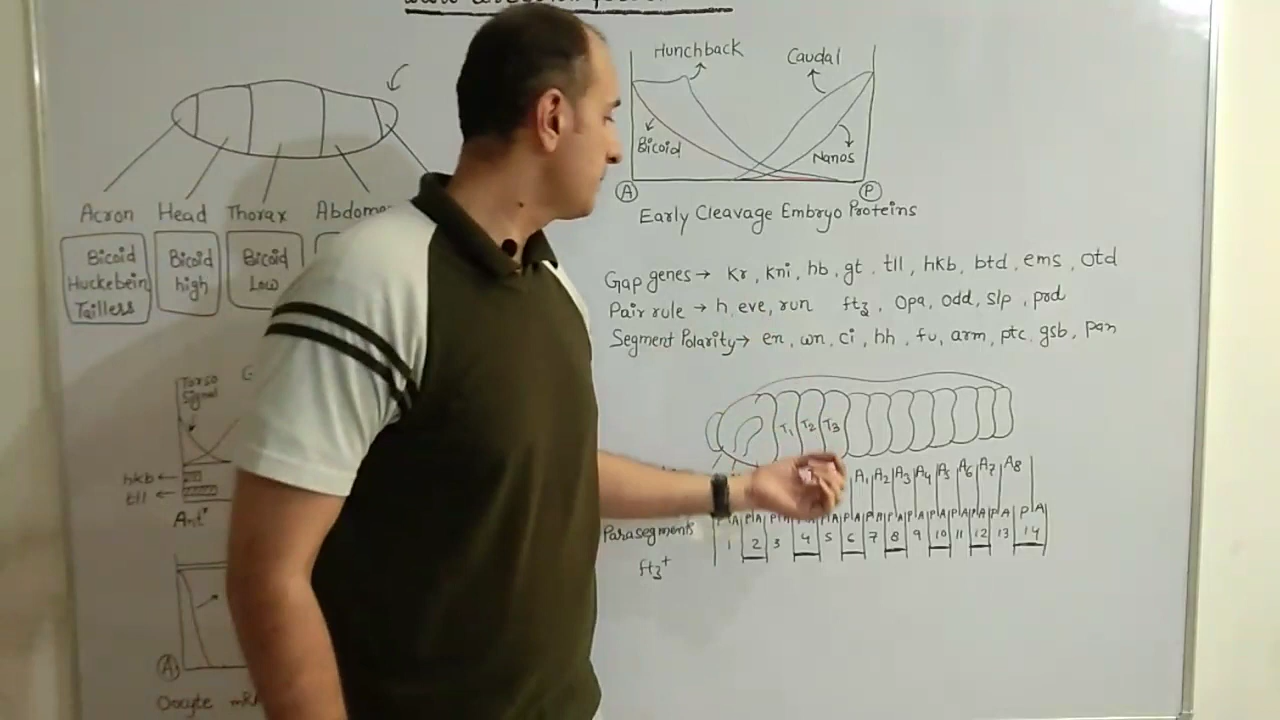 Acron Head Thorax
Bicoid
Huckebein
Taillers
Bicoid
high
Bicoid
Low
Torso
Signal
hkb
tll
Ant
A
Oocyte
Hunchback
Caudal
Bicoid
Nanos
A P
Early Cleavage Embryo Proteins
Gap genes → Kr, kni, hb, gt, tll, hkb, btd, ems, otd
Pair rule → h, eve, run ftz, opa, odd, slp, prd
Segment Polarity → en, wn, ci, hh, fu, arm, ptc, gsb, pan
T1 T2 T3
A1 A2 A3 A4 A5 A6 A7 A8
P A P A P A P A P A P A P A P A P A P A P A P A P A
Parasegments 1 2 3 4 5 6 7 8 9 10 11 12 13 14
ftz+